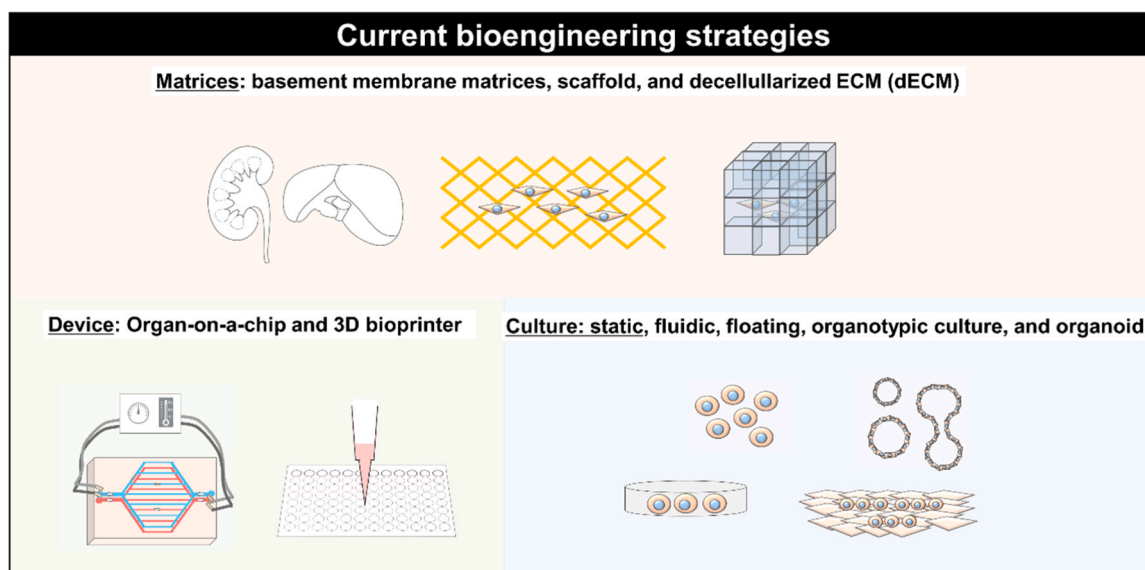 Current bioengineering strategies
Matrices: basement membrane matrices, scaffold, and decellullarized ECM (dECM)
Device: Organ-on-a-chip and 3D bioprinter
Culture: static, fluidic, floating, organotypic culture, and organoid